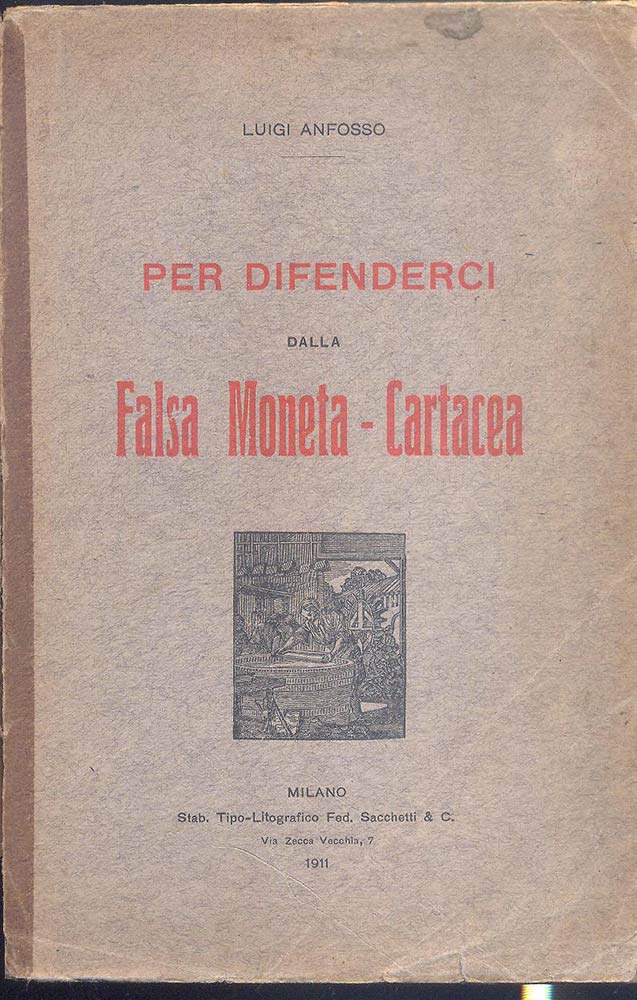 LUIGI ANFOSSO
PER DIFENDERCI
DALLA
Falsa Moneta - Cartacea
MILANO
Stab. Tipo-Litografico Fed. Sacchetti & C.
Via Zecca Vecchia, 7
1911